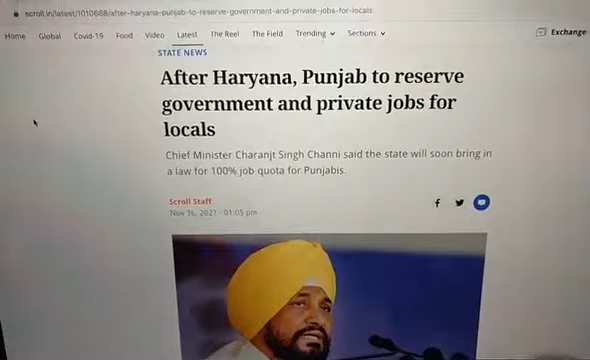 scroll.in/latest/1010688/after-haryana-punjab-to-reserve-government-and-private-jobs-for-locals
Home Global Covid-19 Food Video Latest The Reel The Field Trending Sections Exchange
STATE NEWS
After Haryana, Punjab to reserve
government and private jobs for
locals
Chief Minister Charanjt Singh Channi said the state will soon bring in
a law for 100% job quota for Punjabis.
Scroll Staff
Nov 16, 2021 · 01:05 pm